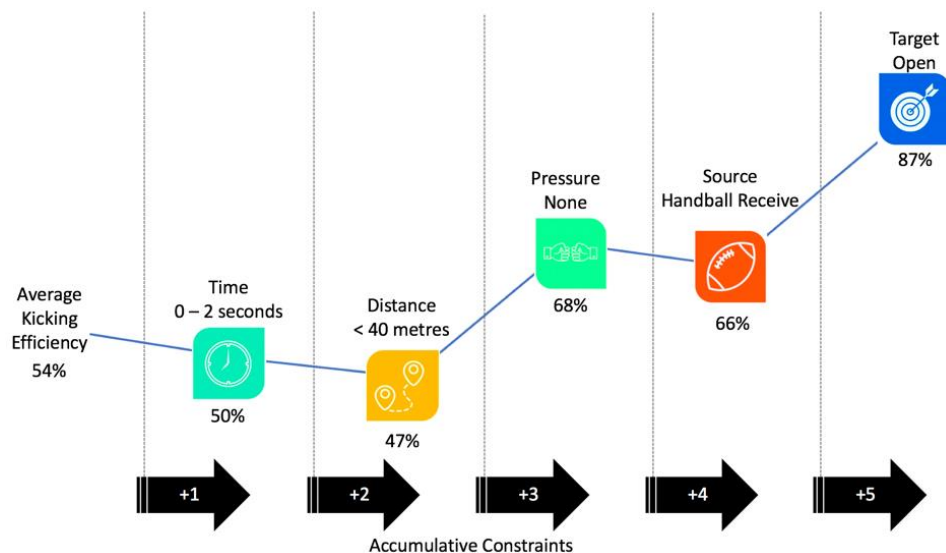 Average
Kicking
Efficiency
54%
Time
0 – 2 seconds
50%
Distance
< 40 metres
47%
Pressure
None
68%
Source
Handball Receive
66%
Target
Open
87%
+1
+2
+3
+4
+5
Accumulative Constraints